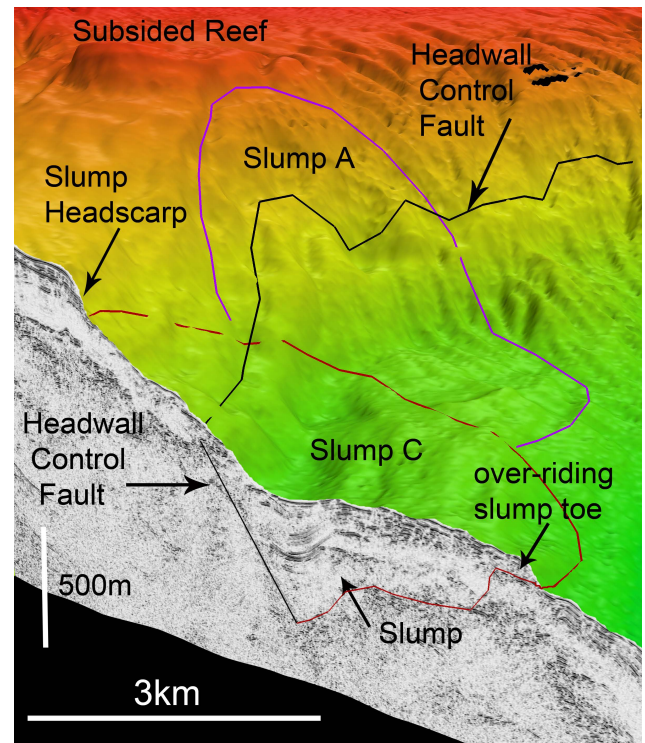 Subsided Reef
Headwall
Control
Fault
Slump A
Slump
Headscarp
Headwall
Control
Fault
Slump C
over-riding
slump toe
500m
Slump
3km